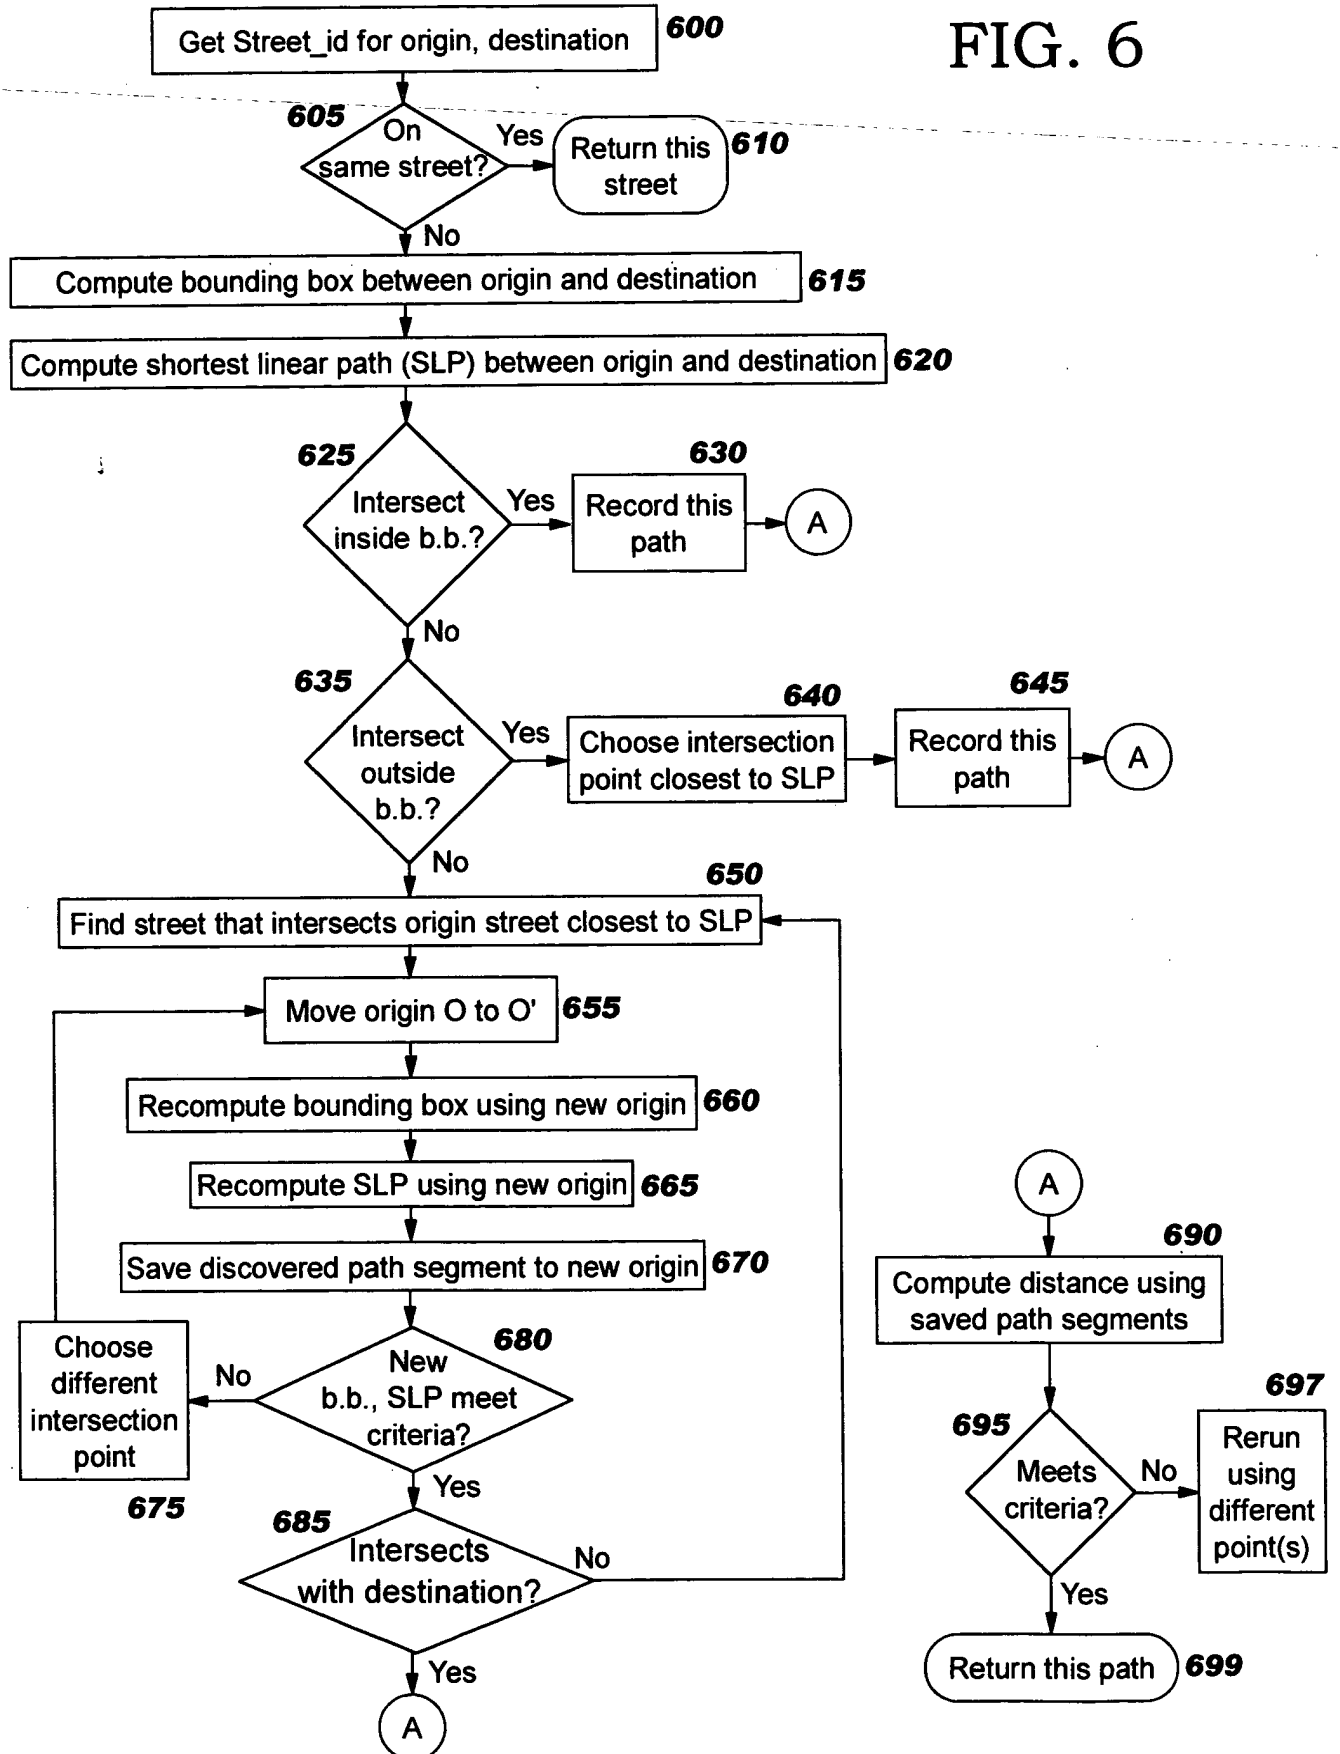 FIG. 6
Get Street_id for origin, destination
600
605
On
same street?
Yes
Return this
street
610
No
Compute bounding box between origin and destination
615
Compute shortest linear path (SLP) between origin and destination
620
625
Intersect
inside b.b.?
Yes
630
Record this
path
A
No
635
Intersect
outside
b.b.?
Yes
640
Choose intersection
point closest to SLP
645
Record this
path
A
No
650
Find street that intersects origin street closest to SLP
Move origin O to O'
655
Recompute bounding box using new origin
660
Recompute SLP using new origin
665
Save discovered path segment to new origin
670
680
New
b.b., SLP meet
criteria?
No
Choose
different
intersection
point
675
Yes
685
Intersects
with destination?
No
Yes
A
A
690
Compute distance using
saved path segments
695
Meets
criteria?
No
697
Rerun
using
different
point(s)
Yes
Return this path
699